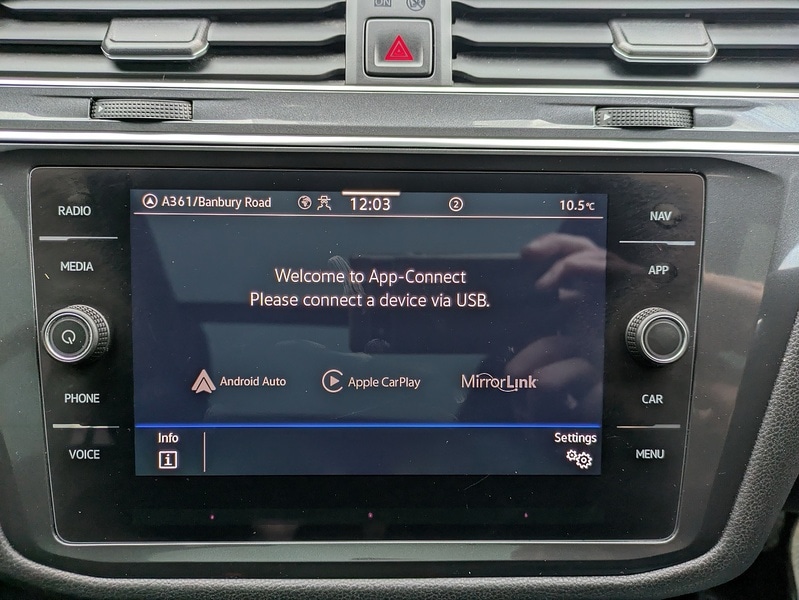 RADIO
MEDIA
PHONE
VOICE
A361/Banbury Road
12:03
2
10.5°C
Welcome to App-Connect
Please connect a device via USB.
Android Auto
Apple CarPlay
MirrorLink
Info
Settings
NAV
APP
CAR
MENU